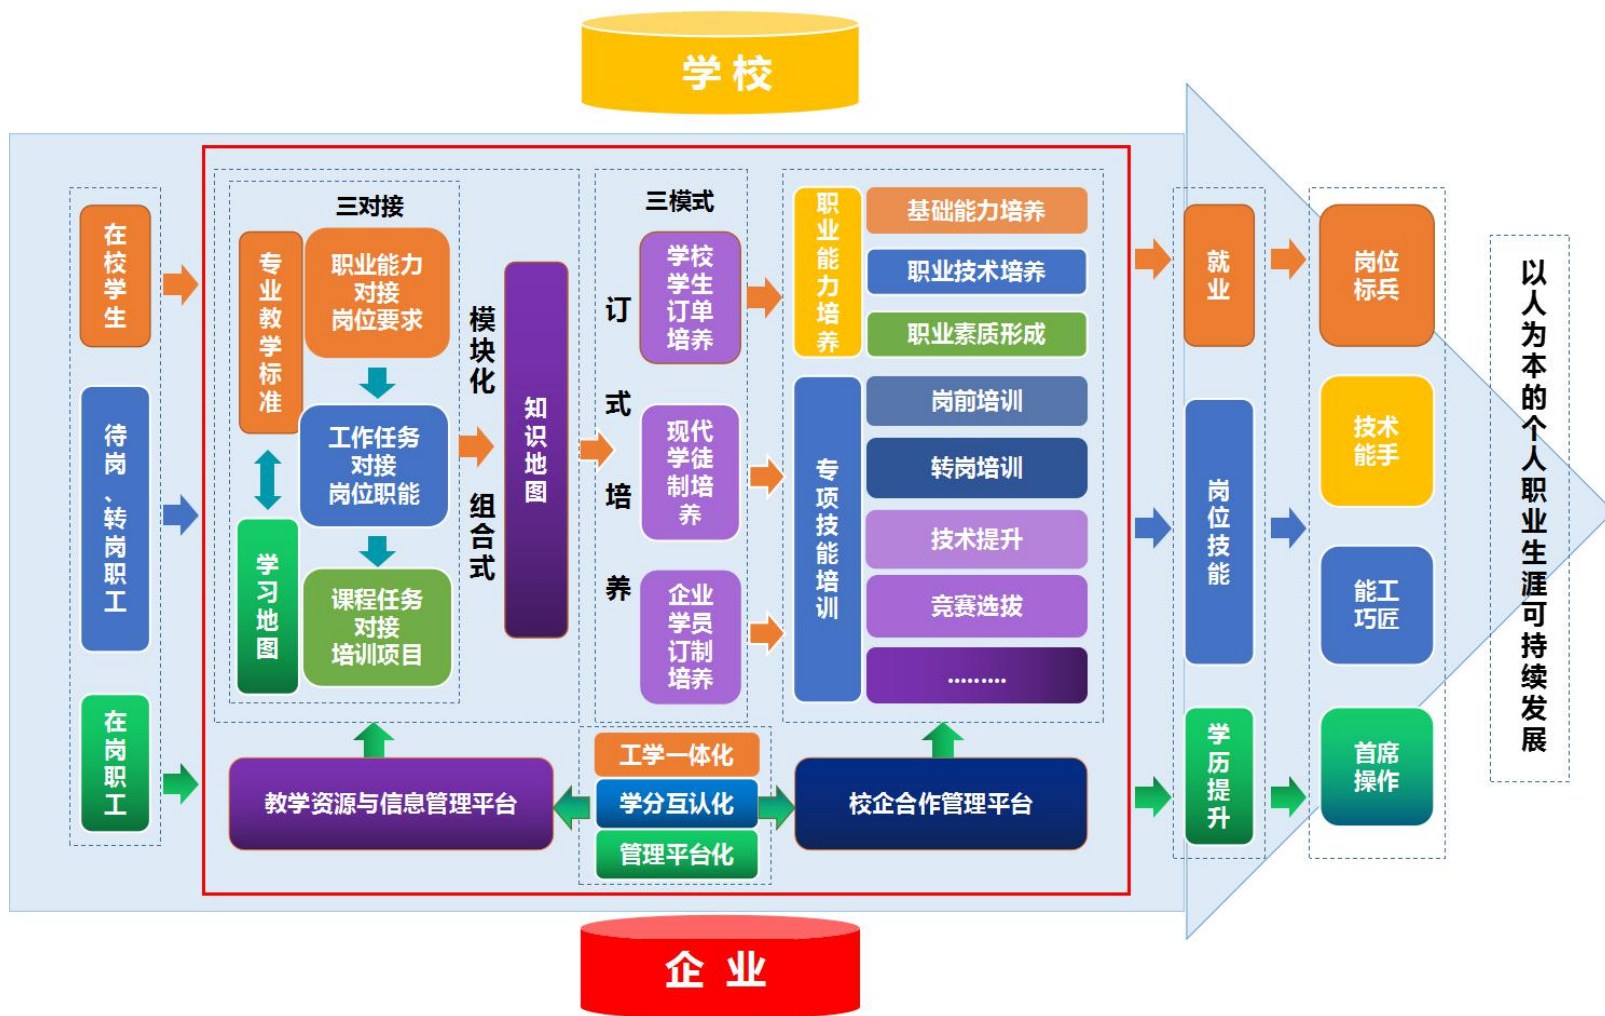 学校
在校学生
待岗、转岗职工
在岗职工
三对接
专业教学标准
学习地图
职业能力
对接
岗位要求
工作任务
对接
岗位职能
课程任务
对接
培训项目
模块化
组合式
知识地图
三模式
订式培养
学校
学生
订单
培养
现代
学徒
制培
养
企业
学员
订制
培养
职业能力培养
基础能力培养
职业技术培养
职业素质形成
专项技能培训
岗前培训
转岗培训
技术提升
竞赛选拔
………
教学资源与信息管理平台
工学一体化
学分互认化
管理平台化
校企合作管理平台
就业
岗位技能
学历提升
岗位
标兵
技术
能手
能工
巧匠
首席
操作
以人为本的个人职业生涯可持续发展
企业